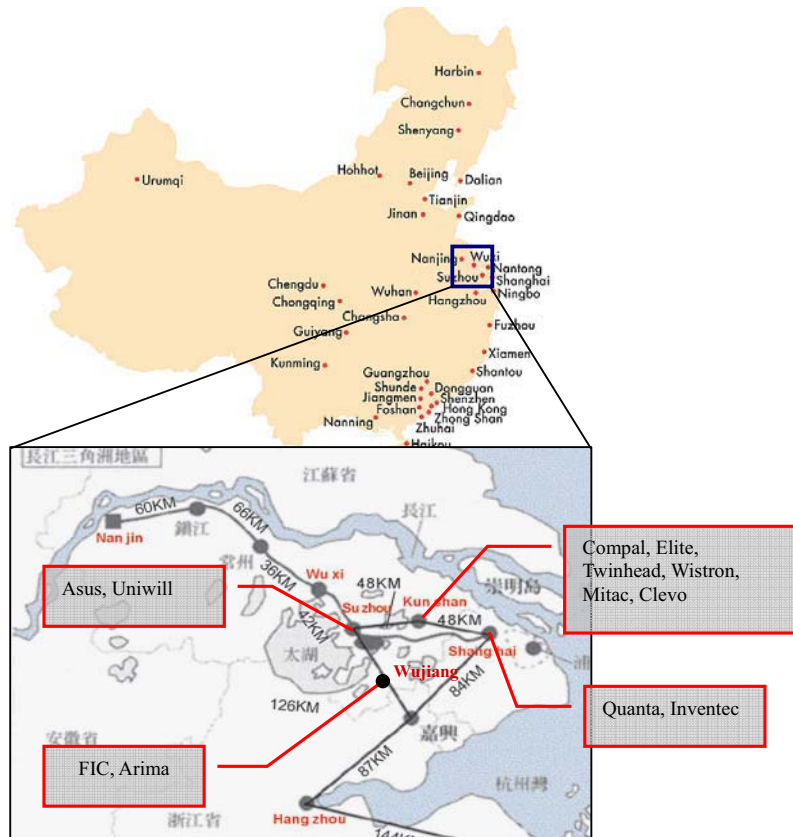 Harbin
Changchun
Shenyang
Hohhot
Beijing
Dalian
Urumqi
Tianjin
Jinan
Qingdao
Nanjing
Wuxi
Nantong
Suzhou
Shanghai
Chengdu
Wuhan
Ningbo
Hangzhou
Chongqing
Changsha
Fuzhou
Guiyang
Xiamen
Kunming
Shantou
Guangzhou
Shunde
Dongguan
Jiangmen
Shenzhen
Foshan
Hong Kong
Nanning
Zhong Shan
Zhuhai
Haikou
長江三角洲地區
江蘇省
60KM
鎮江
66KM
長江
Nan jin
常州
36KM
Wu xi
48KM
崇明島
Compal, Elite,
Twinhead, Wistron,
Mitac, Clevo
Asus, Uniwill
Su zhou
Kun shan
48KM
42KM
太湖
Shang hai
浦
Wujiang
84KM
126KM
Quanta, Inventec
嘉興
安徽省
FIC, Arima
87KM
杭州灣
Hang zhou
浙江省
144KM